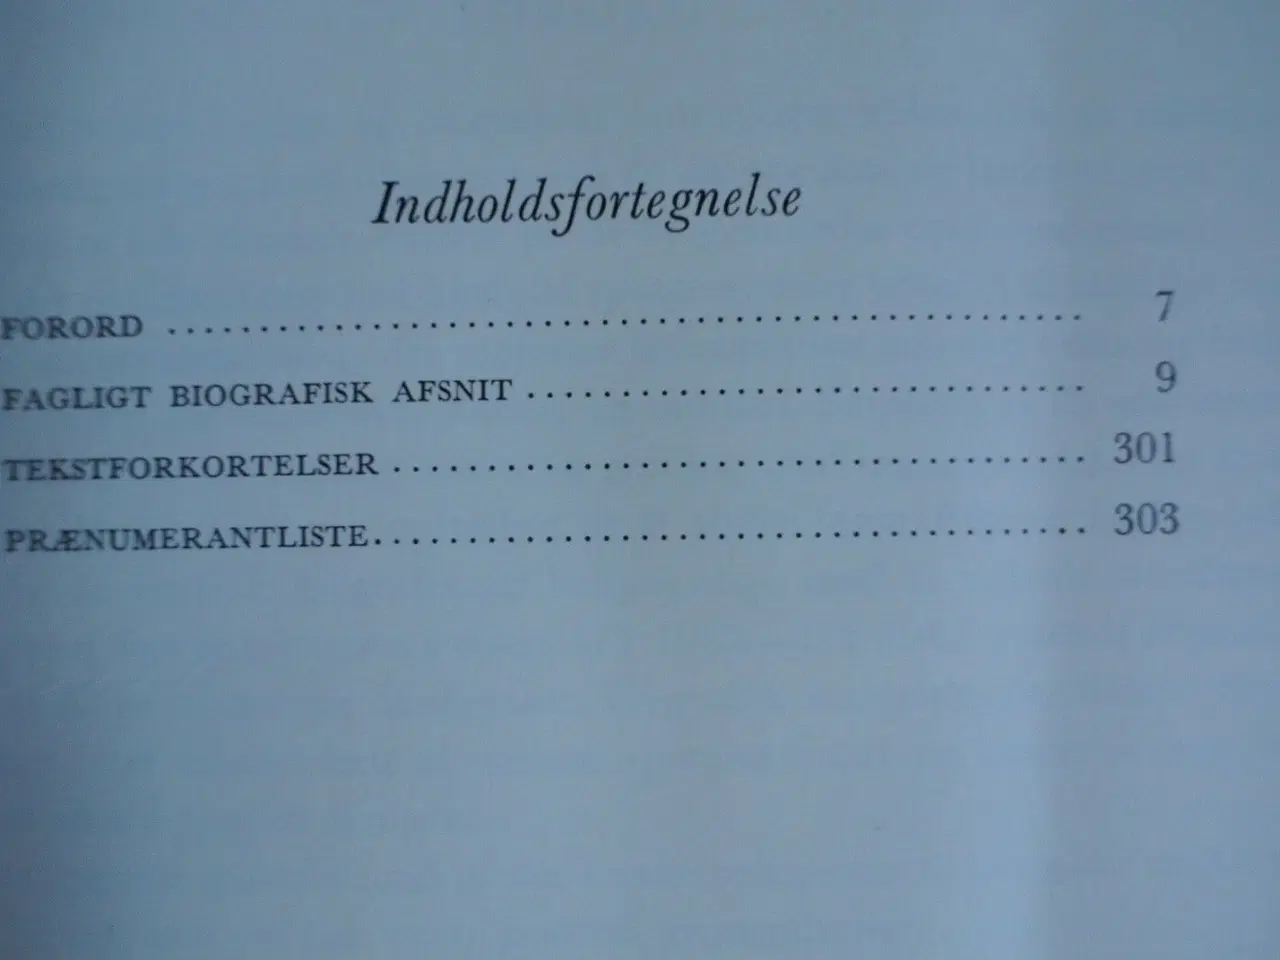 Indholdsfortegnelse
FORORD ........................................ 7
FAGLIGT BIOGRAFISK AFSNIT ........................ 9
TEKSTFORKORTELSER .............................. 301
PRÆNUMERANTLISTE............................... 303